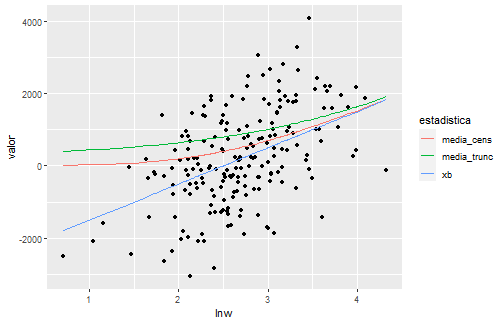 4000
2000
0
-2000
valor
1
2
3
4
lnw
estadistica
media_cens
media_trunc
xb